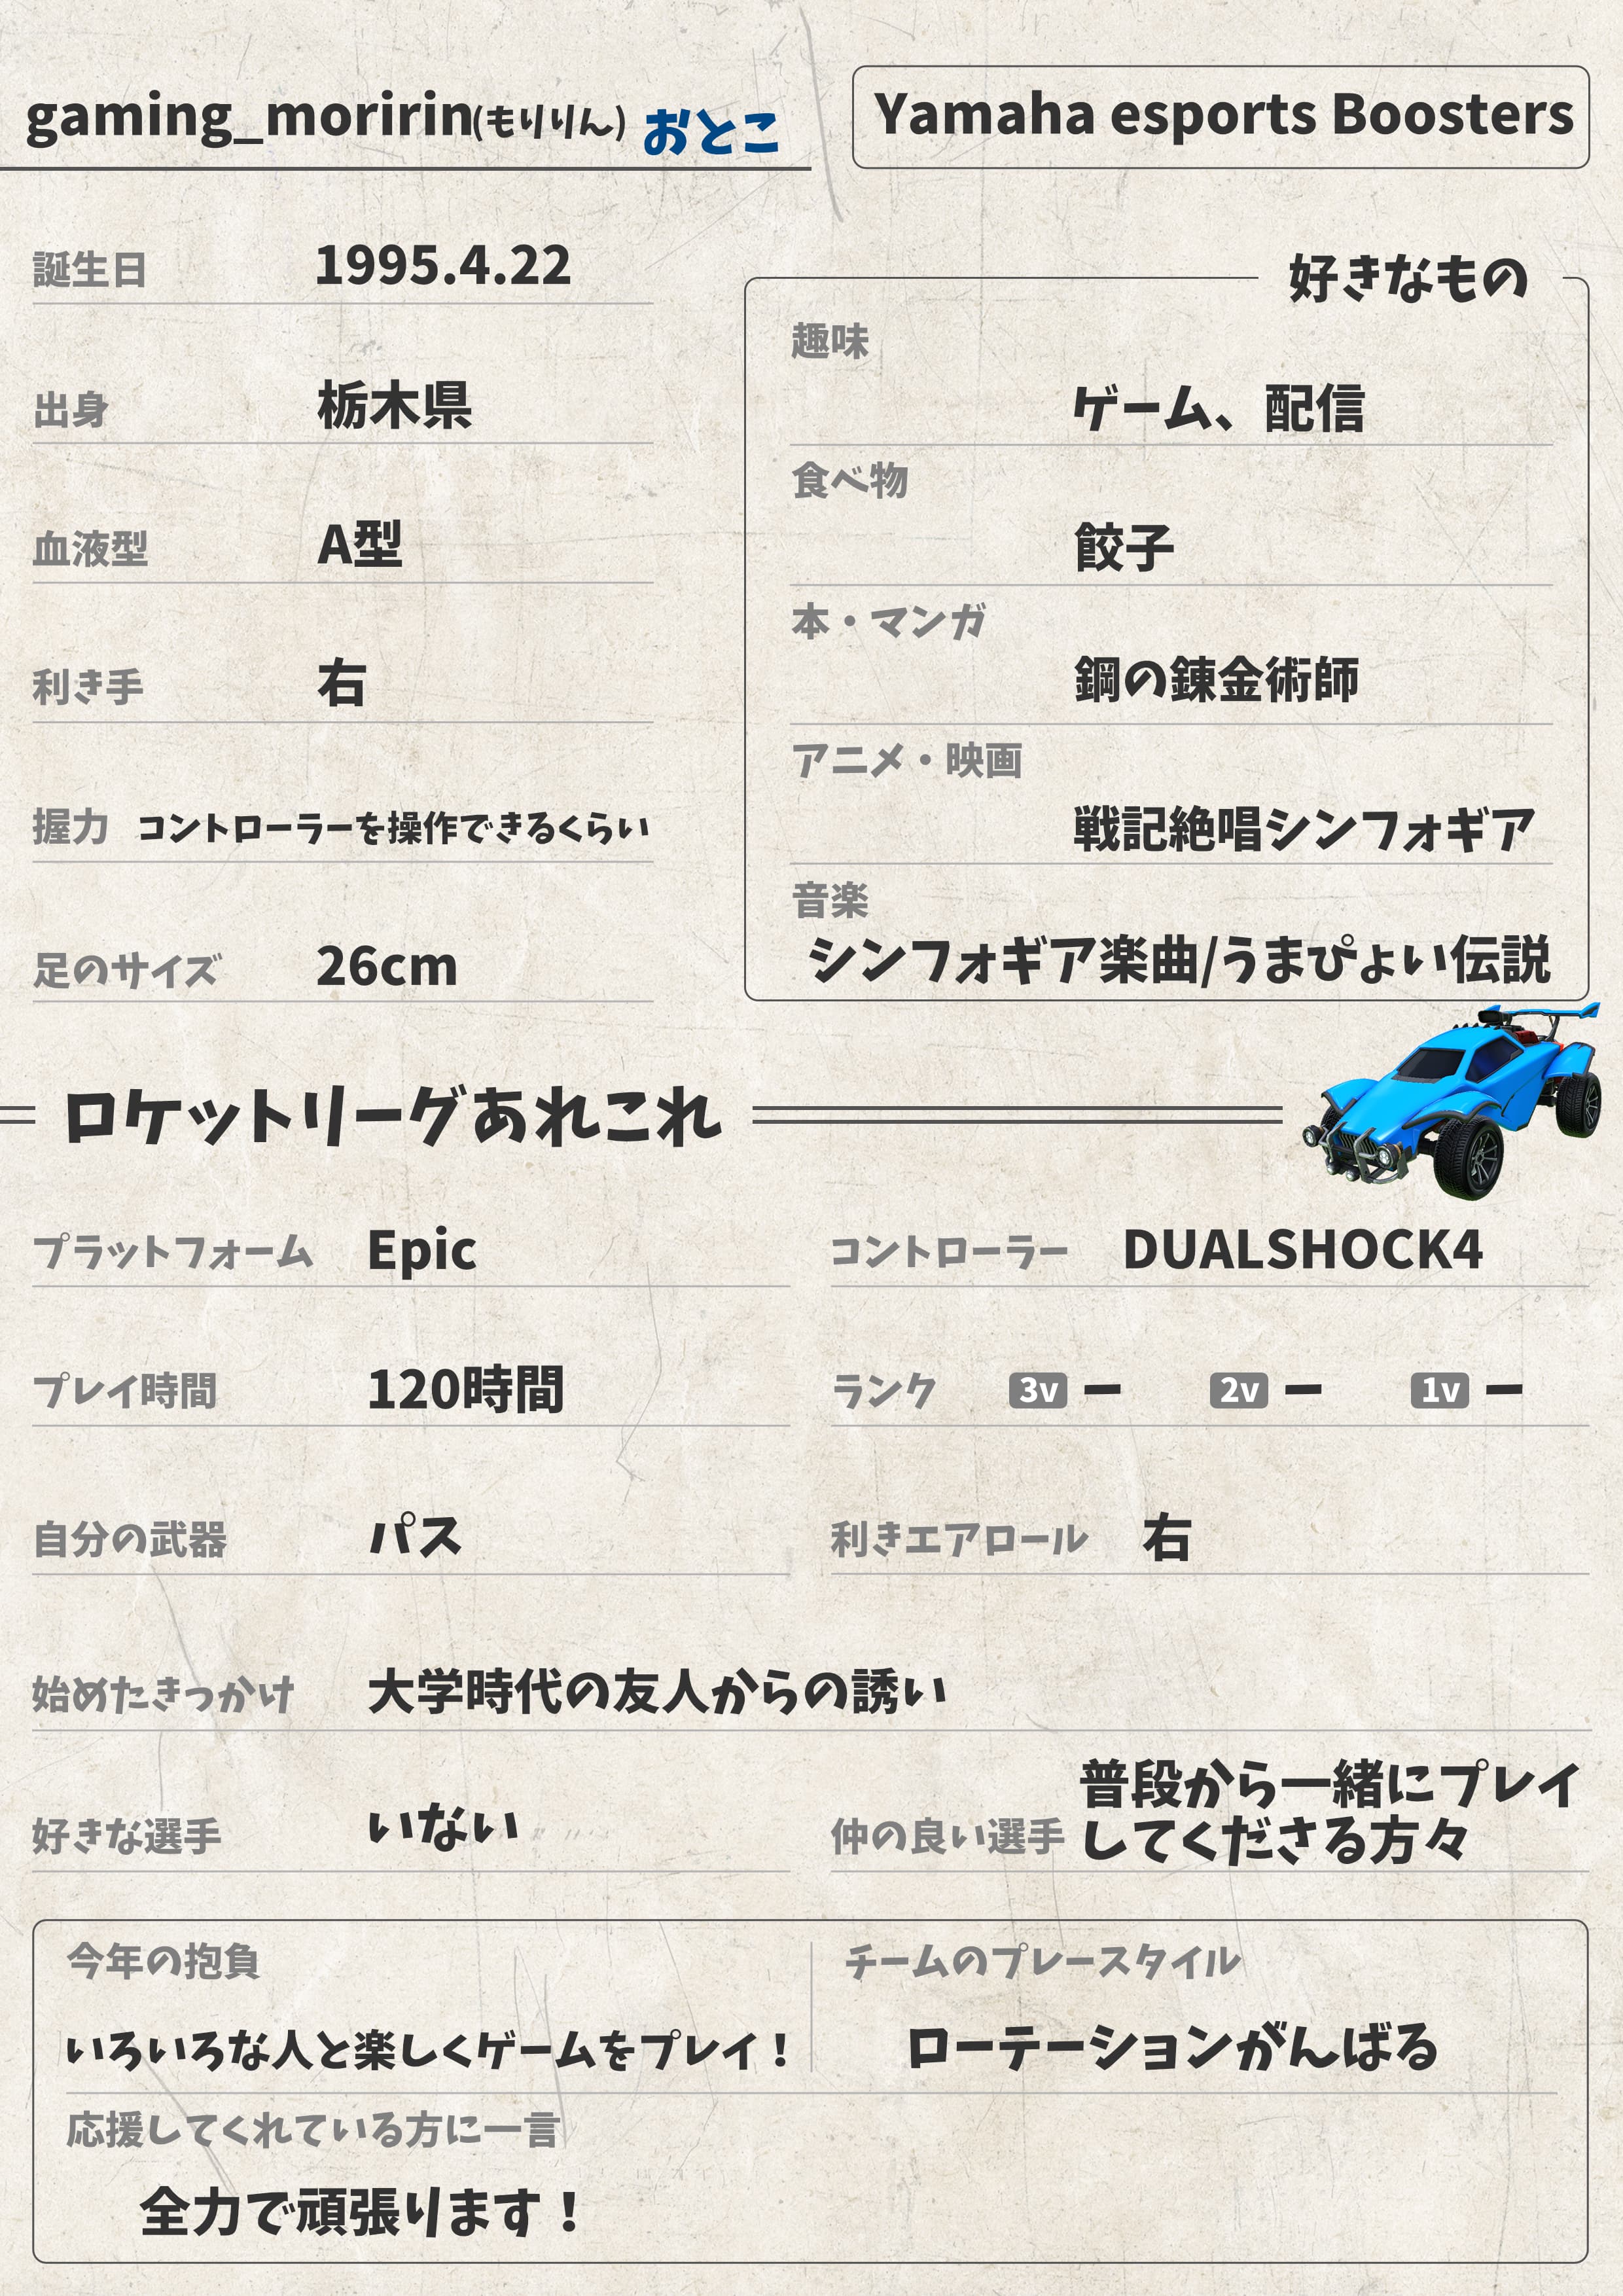 gaming_moririn(もりりん) おとこ
Yamaha esports Boosters
誕生日 1995.4.22
出身 栃木県
血液型 A型
利き手 右
握力 コントローラーを操作できるくらい
足のサイズ 26cm
好きなもの
趣味
ゲーム、配信
食べ物
餃子
本・マンガ
鋼の錬金術師
アニメ・映画
戦記絶唱シンフォギア
音楽
シンフォギア楽曲/うまぴょい伝説
ロケットリーグあれこれ
プラットフォーム Epic
コントローラー DUALSHOCK4
プレイ時間 120時間
ランク 3v ー 2v ー 1v ー
自分の武器 パス
利きエアロール 右
始めたきっかけ 大学時代の友人からの誘い
好きな選手 いない
仲の良い選手 普段から一緒にプレイ
してくださる方々
今年の抱負
いろいろな人と楽しくゲームをプレイ！
チームのプレースタイル
ローテーションがんばる
応援してくれている方に一言
全力で頑張ります！